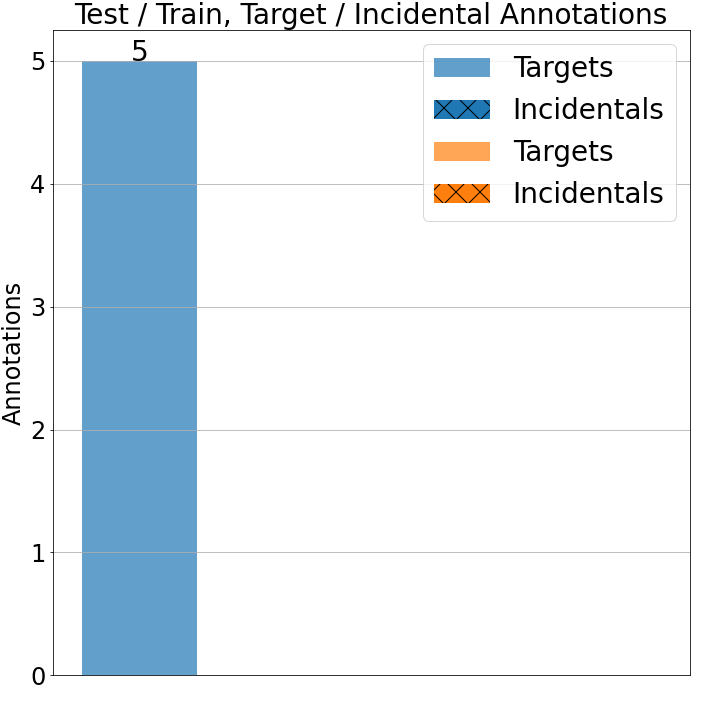 Test / Train, Target / Incidental Annotations
5
Targets
Incidentals
Targets
Incidentals
Annotations
5
4
3
2
1
0